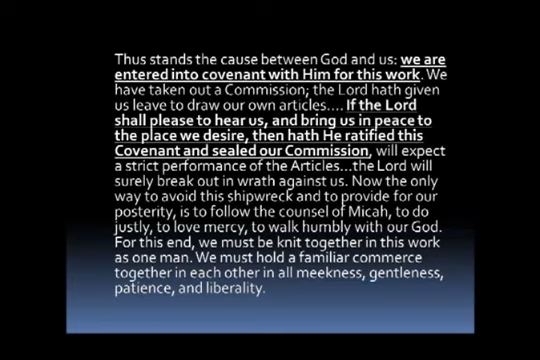 Thus stands the cause between God and us: we are
entered into covenant with Him for this work. We
have taken out a Commission; the Lord hath given
us leave to draw our own articles.... If the Lord
shall please to hear us, and bring us in peace to
the place we desire, then hath He ratified this
Covenant and sealed our Commission, will expect
a strict performance of the Articles...the Lord will
surely break out in wrath against us. Now the only
way to avoid this shipwreck and to provide for our
posterity, is to follow the counsel of Micah, to do
justly, to love mercy, to walk humbly with our God.
For this end, we must be knit together in this work
as one man. We must hold a familiar commerce
together in each other in all meekness, gentleness,
patience, and liberality.